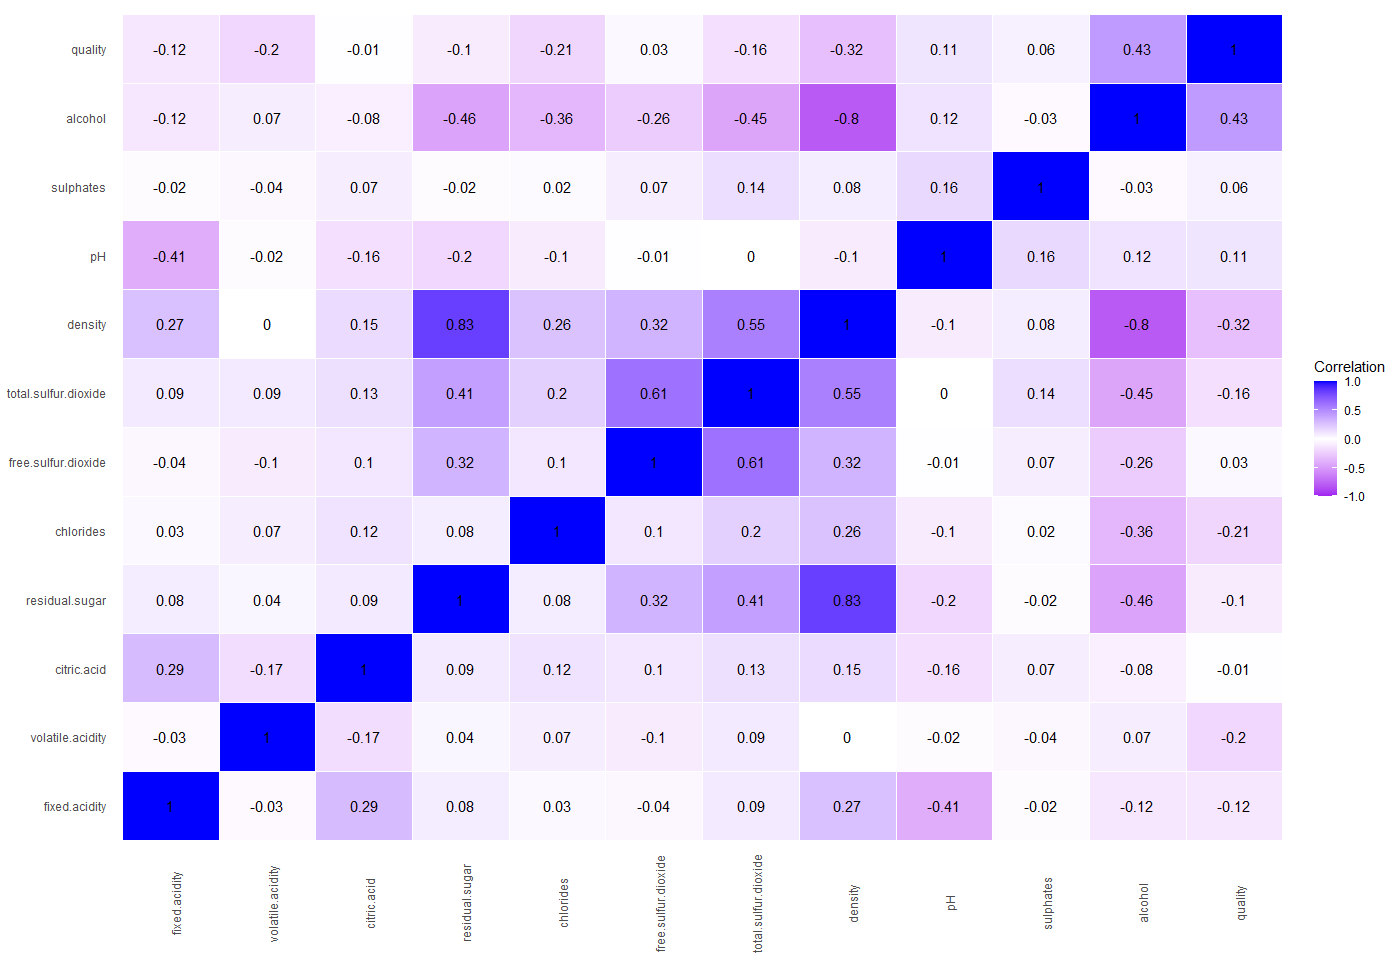 quality -0.12 -0.2 -0.01 -0.1 -0.21 0.03 -0.16 -0.32 0.11 0.06 0.43 1
alcohol -0.12 0.07 -0.08 -0.46 -0.36 -0.26 -0.45 -0.8 0.12 -0.03 1 0.43
sulphates -0.02 -0.04 0.07 -0.02 0.02 0.07 0.14 0.08 0.16 1 -0.03 0.06
pH -0.41 -0.02 -0.16 -0.2 -0.1 -0.01 0 -0.1 1 0.16 0.12 0.11
density 0.27 0 0.15 0.83 0.26 0.32 0.55 1 -0.1 0.08 -0.8 -0.32
total.sulfur.dioxide 0.09 0.09 0.13 0.41 0.2 0.61 1 0.55 0 0.14 -0.45 -0.16
free.sulfur.dioxide -0.04 -0.1 0.1 0.32 0.1 1 0.61 0.32 -0.01 0.07 -0.26 0.03
chlorides 0.03 0.07 0.12 0.08 1 0.1 0.2 0.26 -0.1 0.02 -0.36 -0.21
residual.sugar 0.08 0.04 0.09 1 0.08 0.32 0.41 0.83 -0.2 -0.02 -0.46 -0.1
citric.acid 0.29 -0.17 1 0.09 0.12 0.1 0.13 0.15 -0.16 0.07 -0.08 -0.01
volatile.acidity -0.03 1 -0.17 0.04 0.07 -0.1 0.09 0 -0.02 -0.04 0.07 -0.2
fixed.acidity 1 -0.03 0.29 0.08 0.03 -0.04 0.09 0.27 -0.41 -0.02 -0.12 -0.12
fixed.acidity
volatile.acidity
citric.acid
residual.sugar
chlorides
free.sulfur.dioxide
total.sulfur.dioxide
density
pH
sulphates
alcohol
quality
Correlation
1.0
0.5
0.0
-0.5
-1.0